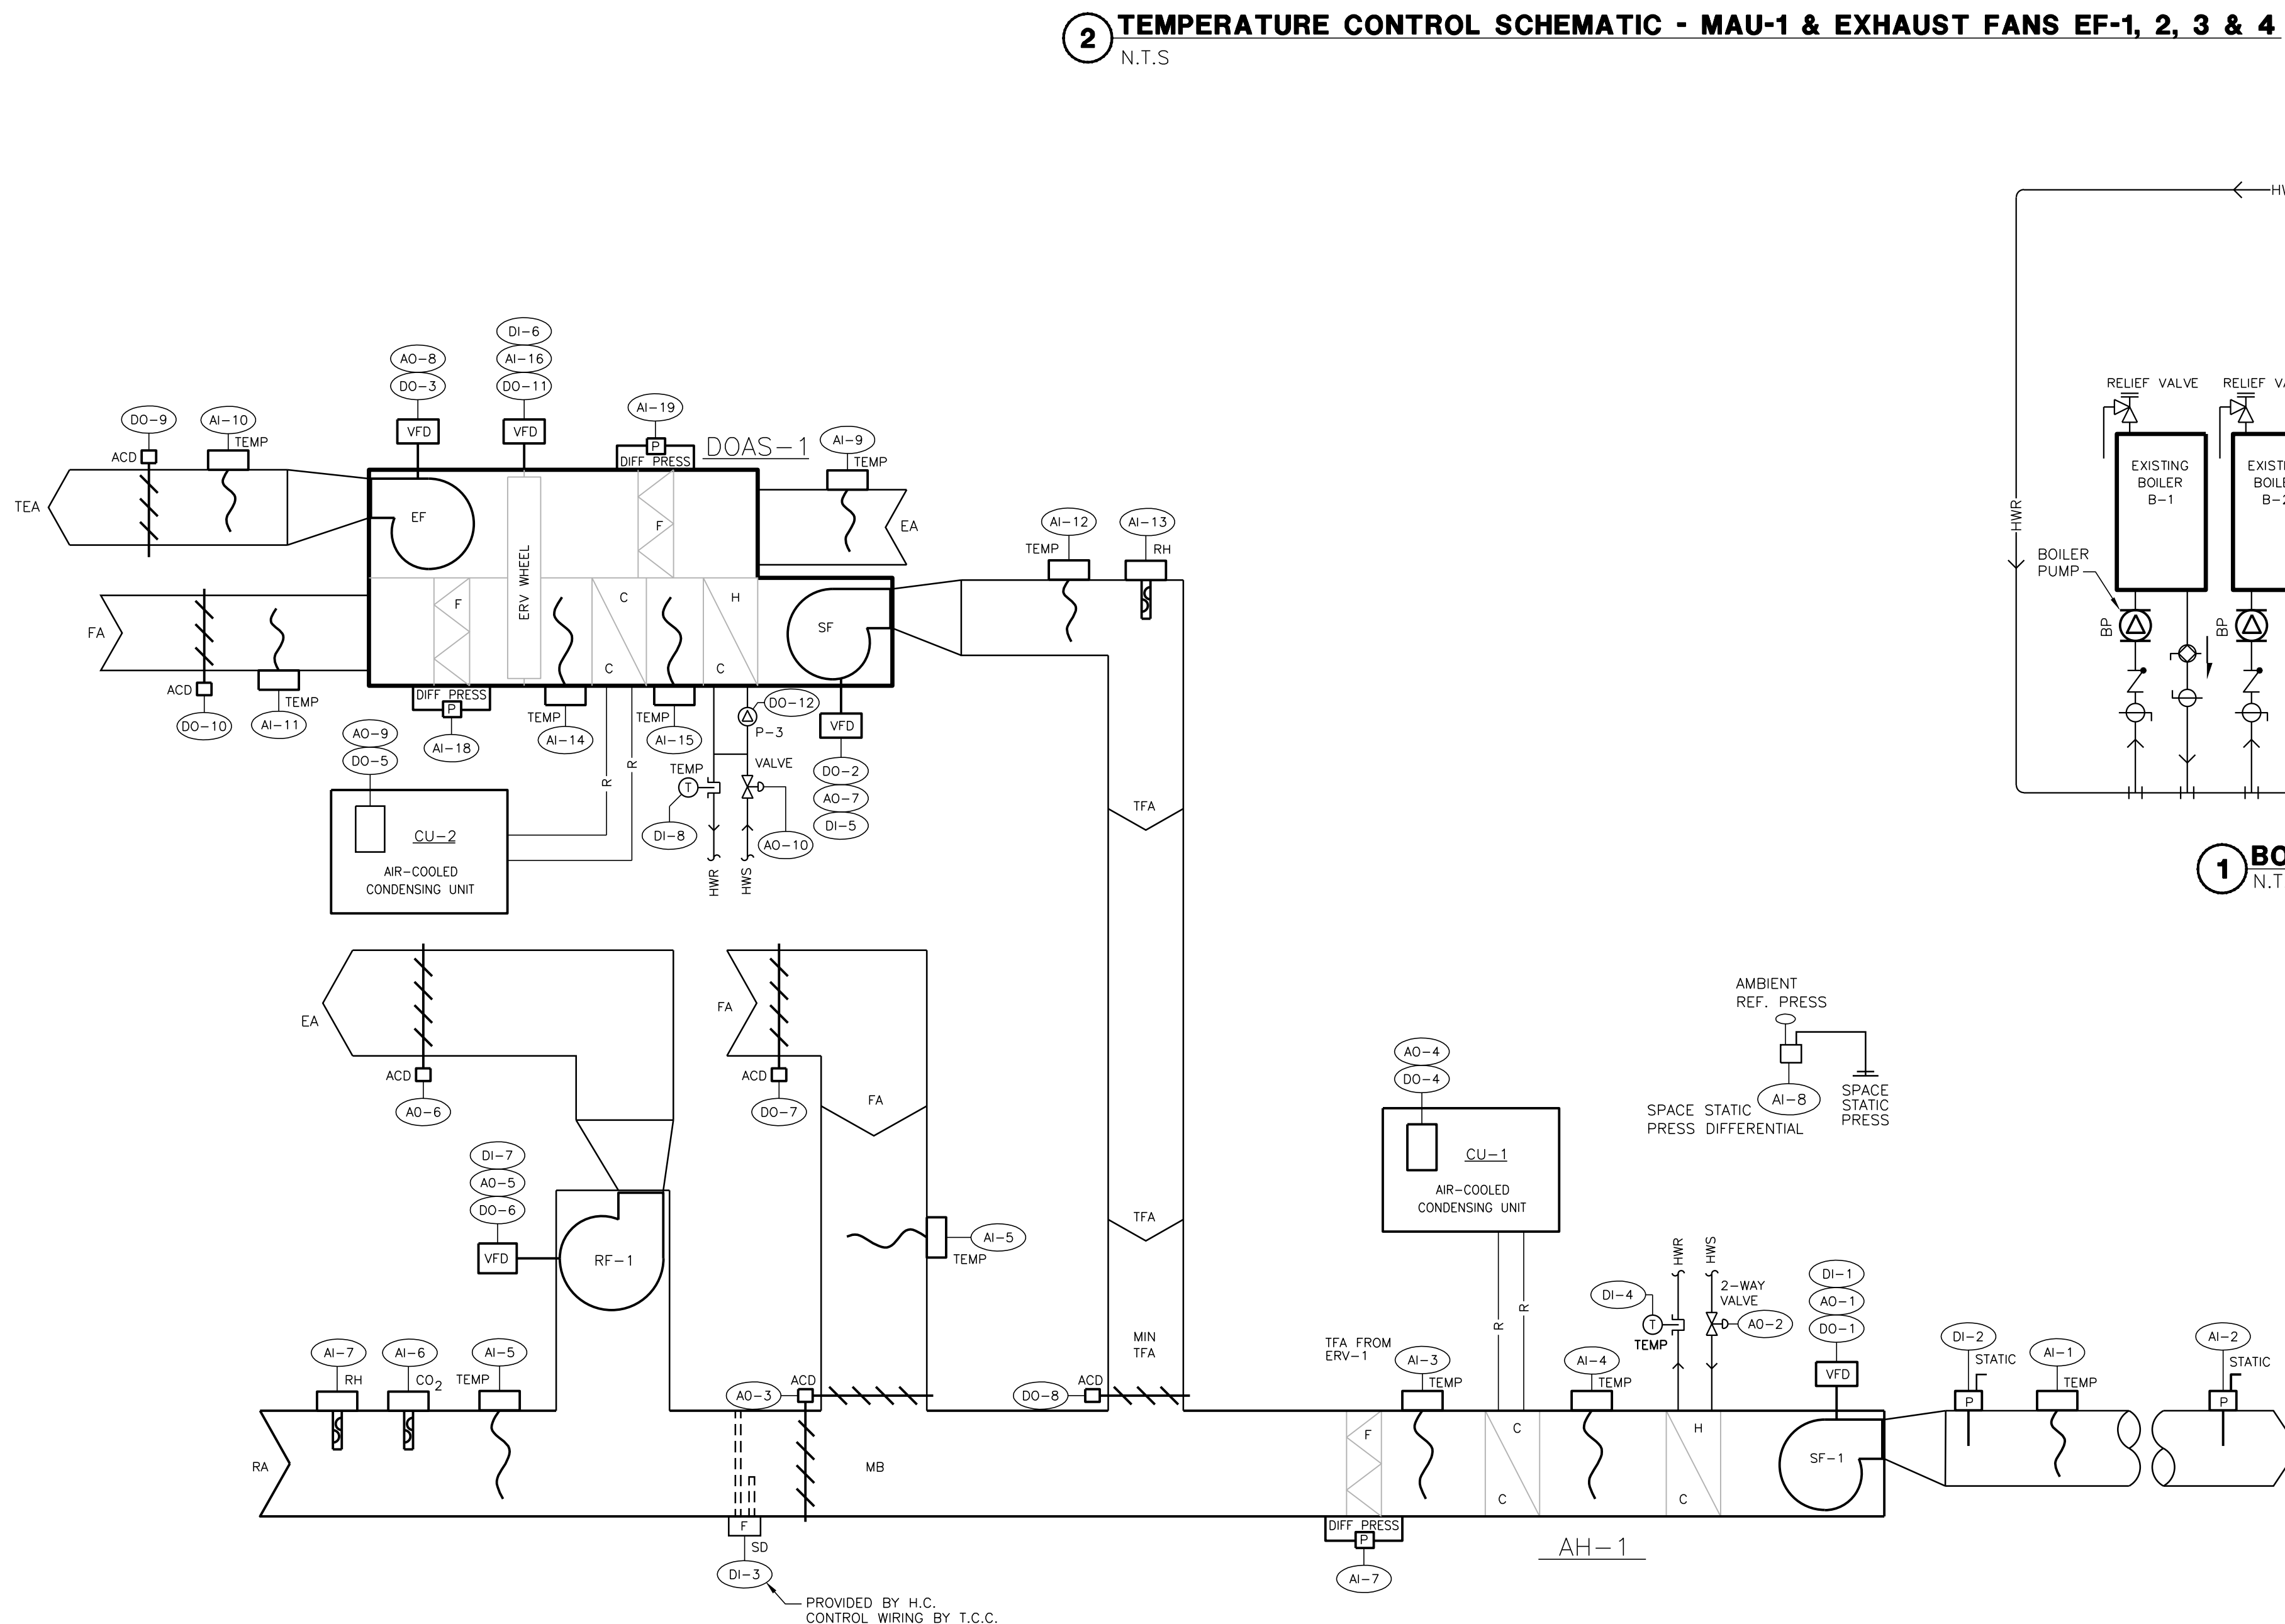 2 TEMPERATURE CONTROL SCHEMATIC - MAU-1 & EXHAUST FANS EF-1, 2, 3 & 4
N.T.S
HWR
RELIEF VALVE
RELIEF
EXISTING
BOILER
B-1
BOILER
PUMP
BP
BP
1
DI-6
AI-16
DO-11
VFD
AO-8
DO-3
VFD
DO-9
ACD
AI-10
TEMP
AI-19
P
DIFF PRESS
DOAS-1
AI-9
TEMP
TEA
EF
F
EA
ERV WHEEL
FA
F
C
C
H
C
SF
AI-12
TEMP
AI-13
RH
ACD
DO-10
TEMP
AI-11
DIFF PRESS
P
AI-18
TEMP
AI-14
TEMP
AI-15
DO-12
P-3
VFD
DO-2
AO-7
DI-5
AO-9
DO-5
R
R
TEMP
T
DI-8
VALVE
AO-10
HWR
HWS
CU-2
AIR-COOLED
CONDENSING UNIT
TFA
TFA
MIN
TFA
EA
ACD
AO-6
FA
ACD
DO-7
FA
DI-7
AO-5
DO-6
VFD
RF-1
AI-5
TEMP
AMBIENT
REF. PRESS
AI-8
SPACE STATIC
PRESS DIFFERENTIAL
SPACE
STATIC
PRESS
AO-4
DO-4
CU-1
AIR-COOLED
CONDENSING UNIT
R
R
HWR
HWS
DI-4
T
TEMP
2-WAY
VALVE
AO-2
DI-1
AO-1
DO-1
VFD
AI-7
RH
AI-6
CO2
AI-5
TEMP
AO-3
ACD
DO-8
ACD
TFA FROM
ERV-1
AI-3
TEMP
AI-4
TEMP
DI-2
STATIC
P
AI-1
TEMP
AI-2
STATIC
P
RA
MB
F
C
C
H
C
SF-1
F
SD
DI-3
PROVIDED BY H.C.
CONTROL WIRING BY T.C.C.
DIFF PRESS
P
AI-7
AH-1